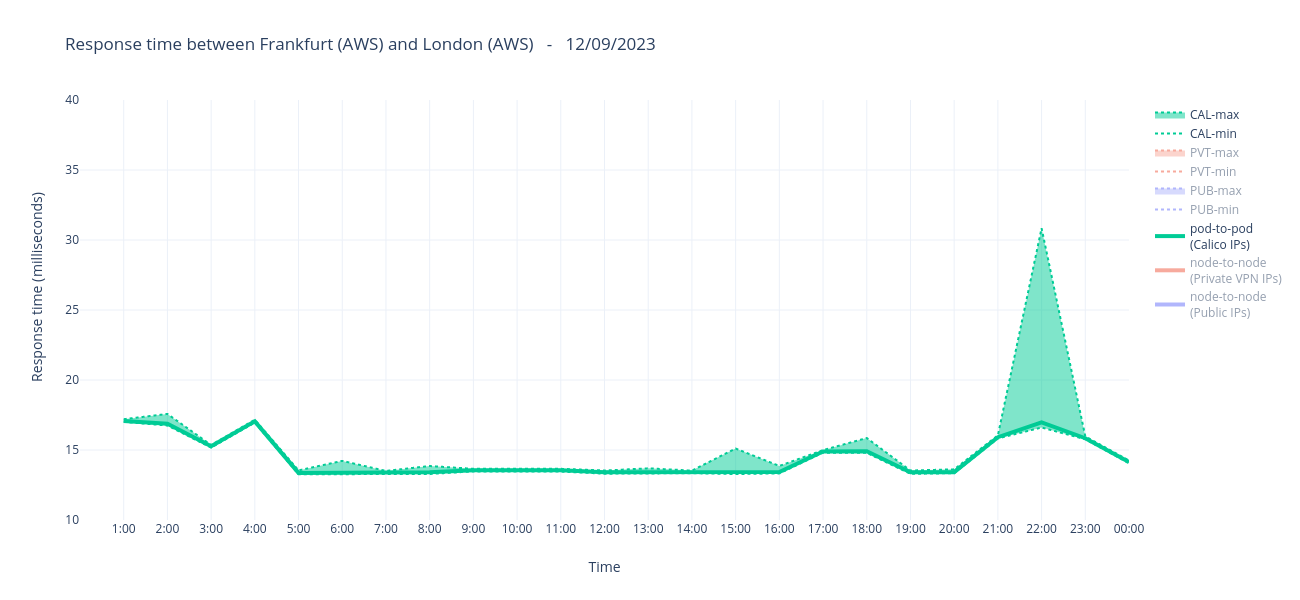 Response time between Frankfurt (AWS) and London (AWS)   -   12/09/2023
40
35
30
25
20
15
10
Response time (milliseconds)
1:00 2:00 3:00 4:00 5:00 6:00 7:00 8:00 9:00 10:00 11:00 12:00 13:00 14:00 15:00 16:00 17:00 18:00 19:00 20:00 21:00 22:00 23:00 00:00
Time
CAL-max
CAL-min
PVT-max
PVT-min
PUB-max
PUB-min
pod-to-pod
(Calico IPs)
node-to-node
(Private VPN IPs)
node-to-node
(Public IPs)